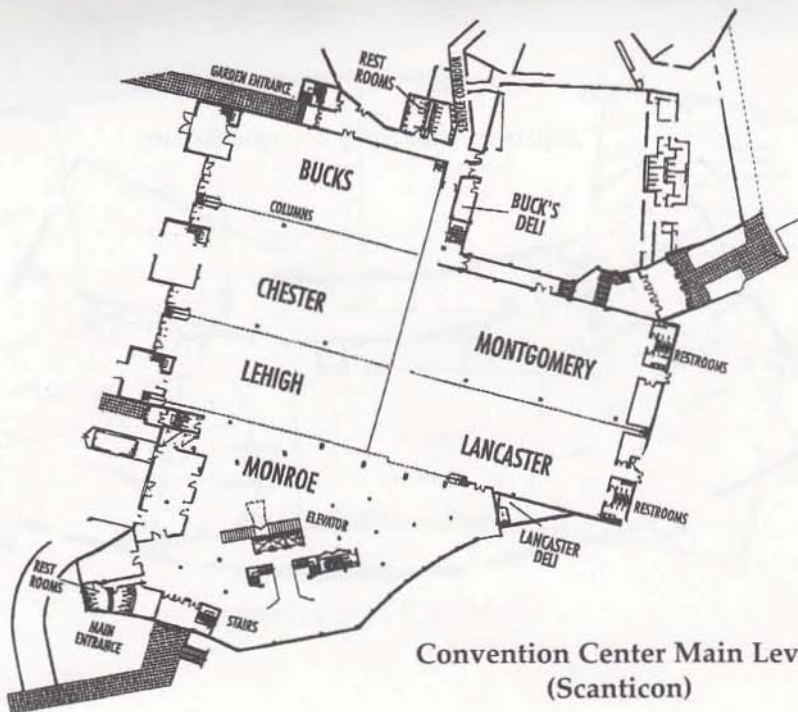 GARDEN ENTRANCE
REST
ROOMS
SERVICE CORRIDOR
BUCKS
COLUMNS
BUCK'S
DELI
CHESTER
MONTGOMERY
RESTROOMS
LEHIGH
LANCASTER
MONROE
ELEVATOR
RESTROOMS
LANCASTER
DELI
REST
ROOMS
MAIN
ENTRANCE
STAIRS
Convention Center Main Lev
(Scanticon)